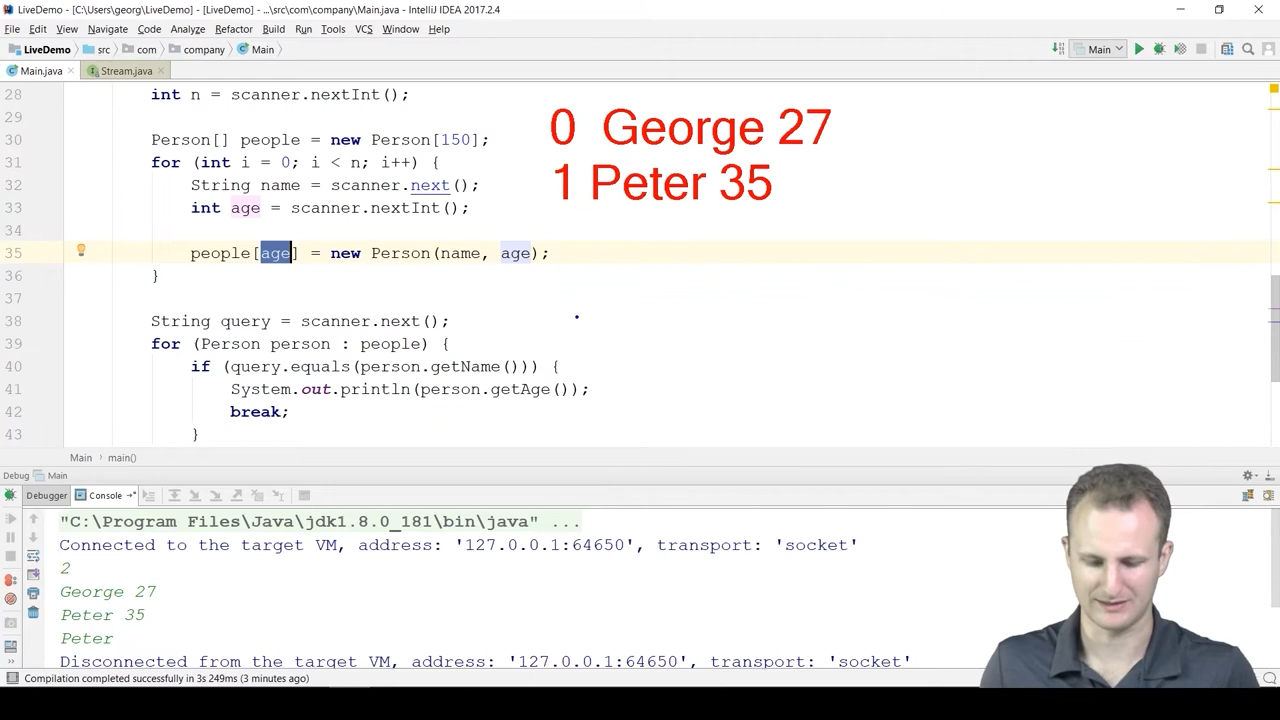 LiveDemo - [C:\Users\georg\LiveDemo] - [LiveDemo] - ...\src\com\company\Main.java - IntelliJ IDEA 2017.2.4
File Edit View Navigate Code Analyze Refactor Build Run Tools VCS Window Help
LiveDemo src com company Main Main
Main.java Stream.java
28 int n = scanner.nextInt();
29
30 Person[] people = new Person[150];
31 for (int i = 0; i < n; i++) {
32 String name = scanner.next();
33 int age = scanner.nextInt();
34
35 people[age] = new Person(name, age);
36 }
37
38 String query = scanner.next();
39 for (Person person : people) {
40 if (query.equals(person.getName())) {
41 System.out.println(person.getAge());
42 break;
43 }
0 George 27
1 Peter 35
Main main()
Debug Main
Debugger Console
"C:\Program Files\Java\jdk1.8.0_181\bin\java" ...
Connected to the target VM, address: '127.0.0.1:64650', transport: 'socket'
2
George 27
Peter 35
Peter
Disconnected from the target VM, address: '127.0.0.1:64650', transport: 'socket'
Compilation completed successfully in 3s 249ms (3 minutes ago)